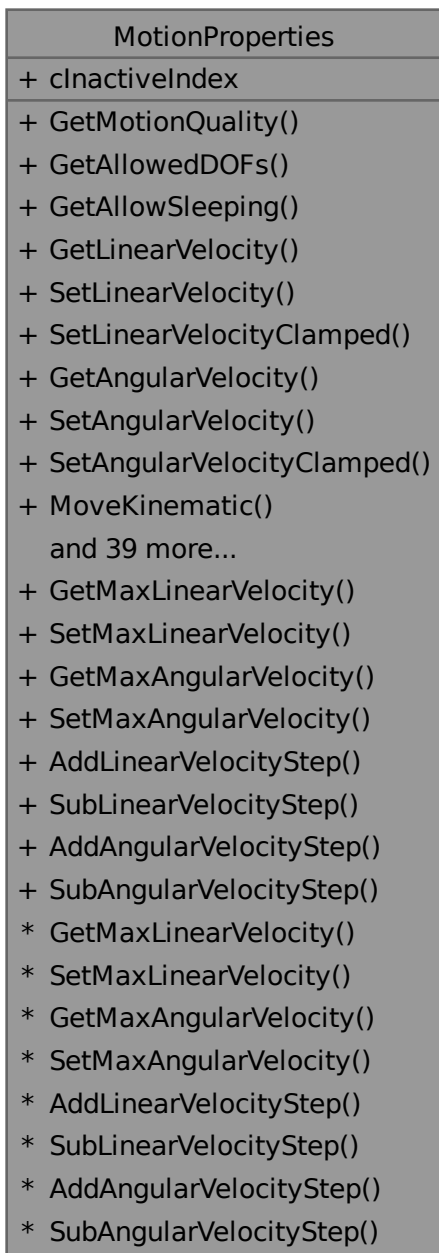 MotionProperties
+ cInactiveIndex
+ GetMotionQuality()
+ GetAllowedDOFs()
+ GetAllowSleeping()
+ GetLinearVelocity()
+ SetLinearVelocity()
+ SetLinearVelocityClamped()
+ GetAngularVelocity()
+ SetAngularVelocity()
+ SetAngularVelocityClamped()
+ MoveKinematic()
and 39 more...
+ GetMaxLinearVelocity()
+ SetMaxLinearVelocity()
+ GetMaxAngularVelocity()
+ SetMaxAngularVelocity()
+ AddLinearVelocityStep()
+ SubLinearVelocityStep()
+ AddAngularVelocityStep()
+ SubAngularVelocityStep()
* GetMaxLinearVelocity()
* SetMaxLinearVelocity()
* GetMaxAngularVelocity()
* SetMaxAngularVelocity()
* AddLinearVelocityStep()
* SubLinearVelocityStep()
* AddAngularVelocityStep()
* SubAngularVelocityStep()